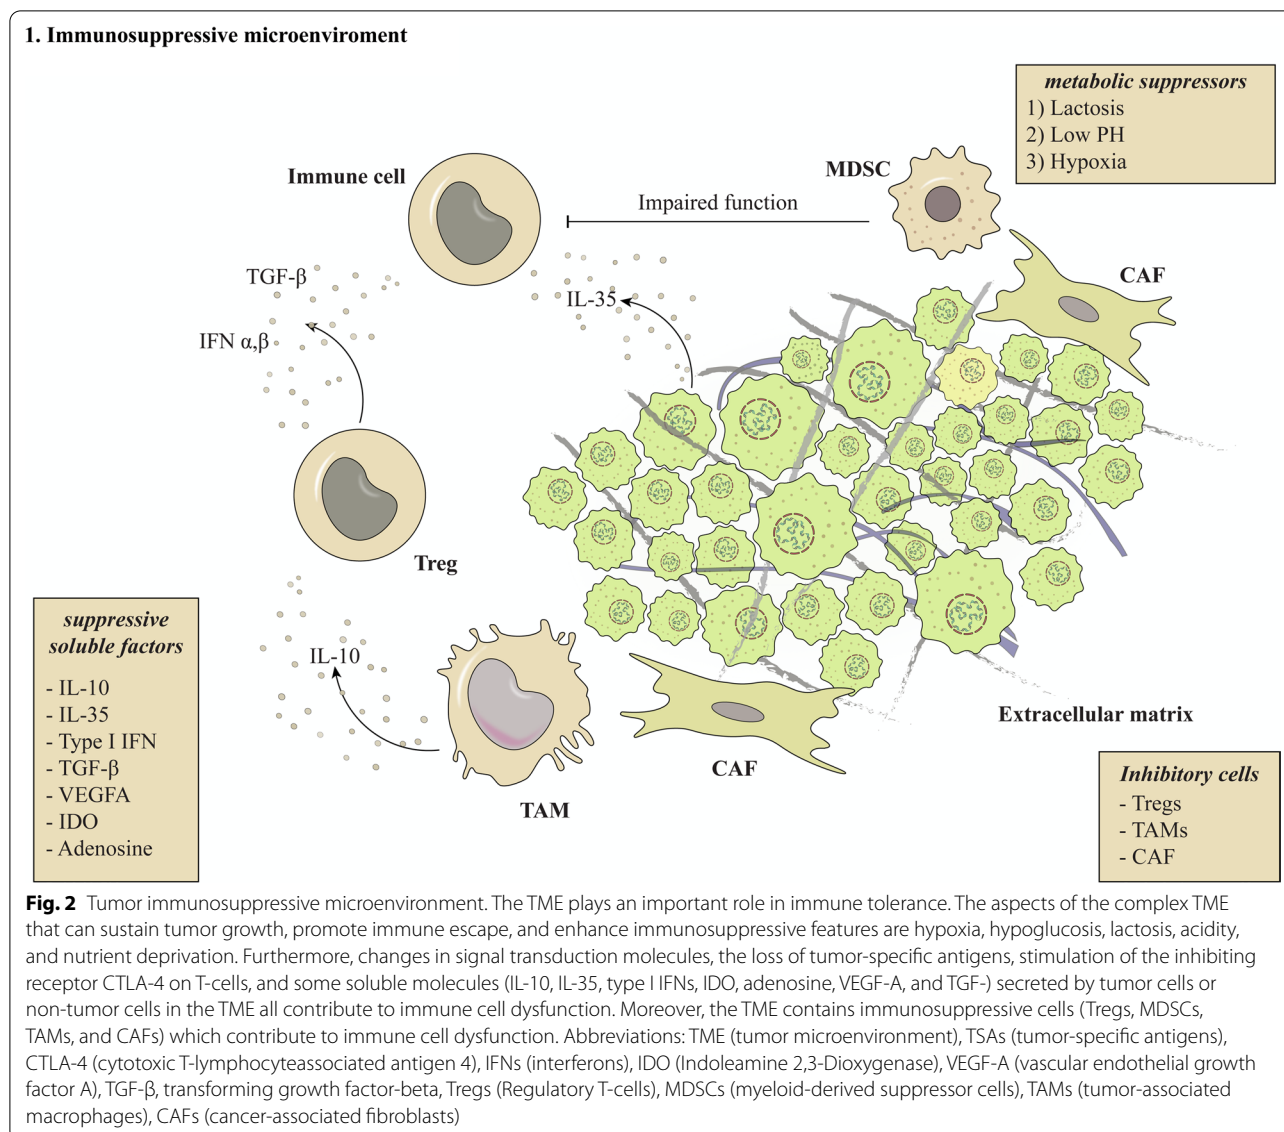 1. Immunosuppressive microenviroment
metabolic suppressors
1) Lactosis
2) Low PH
3) Hypoxia
Immune cell
MDSC
Impaired function
CAF
TGF-β
IL-35
IFN α,β
Treg
suppressive
soluble factors
- IL-10
- IL-35
- Type I IFN
- TGF-β
- VEGFA
- IDO
- Adenosine
IL-10
TAM
CAF
Extracellular matrix
Inhibitory cells
- Tregs
- TAMs
- CAF
Fig. 2 Tumor immunosuppressive microenvironment. The TME plays an important role in immune tolerance. The aspects of the complex TME
that can sustain tumor growth, promote immune escape, and enhance immunosuppressive features are hypoxia, hypoglucosis, lactosis, acidity,
and nutrient deprivation. Furthermore, changes in signal transduction molecules, the loss of tumor-specific antigens, stimulation of the inhibiting
receptor CTLA-4 on T-cells, and some soluble molecules (IL-10, IL-35, type I IFNs, IDO, adenosine, VEGF-A, and TGF-) secreted by tumor cells or
non-tumor cells in the TME all contribute to immune cell dysfunction. Moreover, the TME contains immunosuppressive cells (Tregs, MDSCs,
TAMs, and CAFs) which contribute to immune cell dysfunction. Abbreviations: TME (tumor microenvironment), TSAs (tumor-specific antigens),
CTLA-4 (cytotoxic T-lymphocyteassociated antigen 4), IFNs (interferons), IDO (Indoleamine 2,3-Dioxygenase), VEGF-A (vascular endothelial growth
factor A), TGF-β, transforming growth factor-beta, Tregs (Regulatory T-cells), MDSCs (myeloid-derived suppressor cells), TAMs (tumor-associated
macrophages), CAFs (cancer-associated fibroblasts)